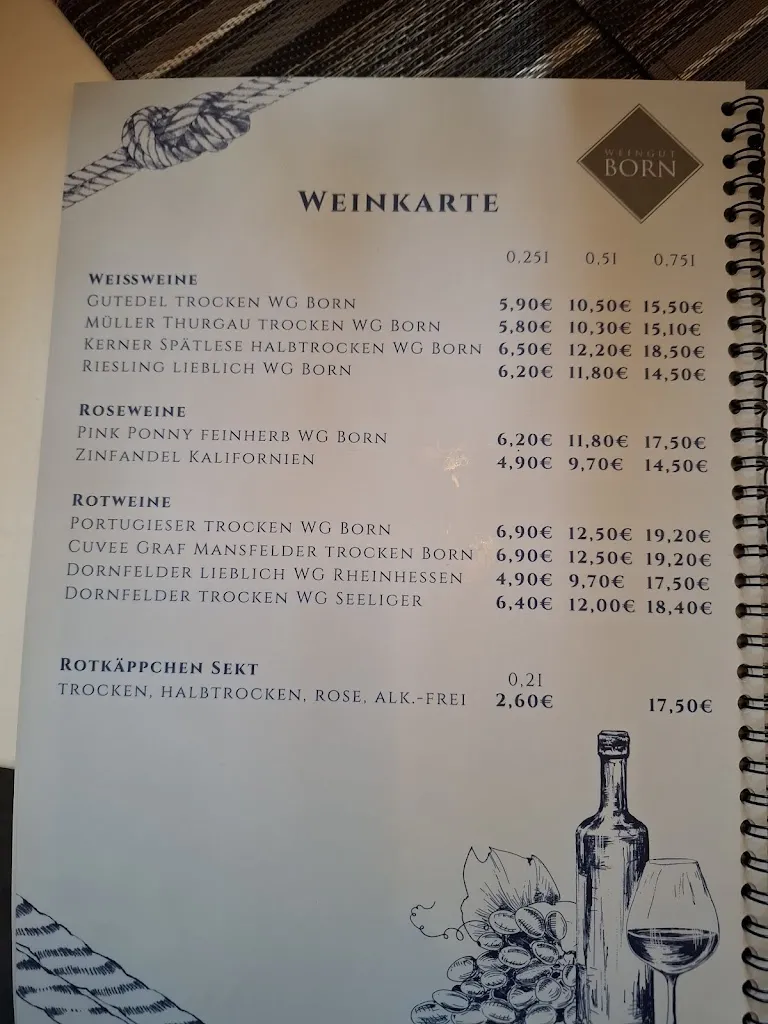 WEINGUT
BORN
WEINKARTE
0,25l 0,5l 0,75l
WEISSWEINE
GUTEDEL TROCKEN WG BORN 5,90€ 10,50€ 15,50€
MÜLLER THURGAU TROCKEN WG BORN 5,80€ 10,30€ 15,10€
KERNER SPÄTLESE HALBTROCKEN WG BORN 6,50€ 12,20€ 18,50€
RIESLING LIEBLICH WG BORN 6,20€ 11,80€ 14,50€
ROSEWEINE
PINK PONNY FEINHERB WG BORN 6,20€ 11,80€ 17,50€
ZINFANDEL KALIFORNIEN 4,90€ 9,70€ 14,50€
ROTWEINE
PORTUGIESER TROCKEN WG BORN 6,90€ 12,50€ 19,20€
CUVEE GRAF MANSFELDER TROCKEN BORN 6,90€ 12,50€ 19,20€
DORNFELDER LIEBLICH WG RHEINHESSEN 4,90€ 9,70€ 17,50€
DORNFELDER TROCKEN WG SEELIGER 6,40€ 12,00€ 18,40€
ROTKÄPPCHEN SEKT 0,2l
TROCKEN, HALBTROCKEN, ROSE, ALK.-FREI 2,60€ 17,50€